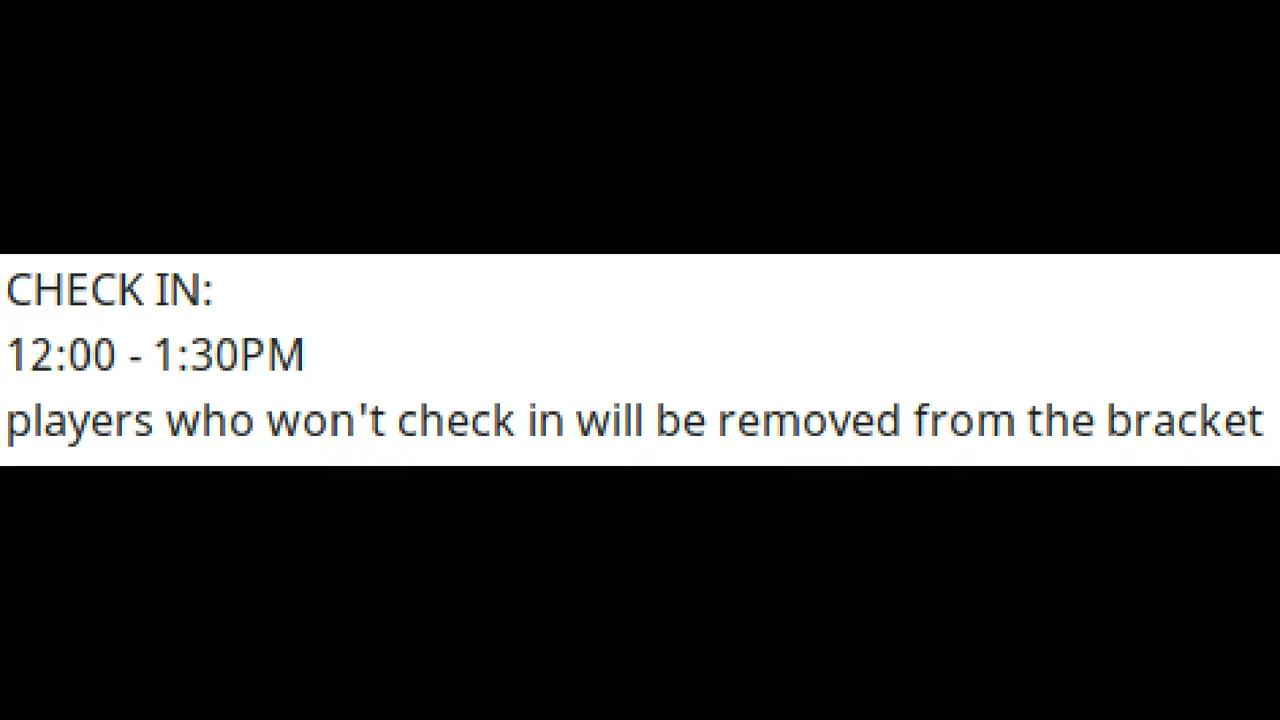 CHECK IN:
12:00 - 1:30PM
players who won't check in will be removed from the bracket